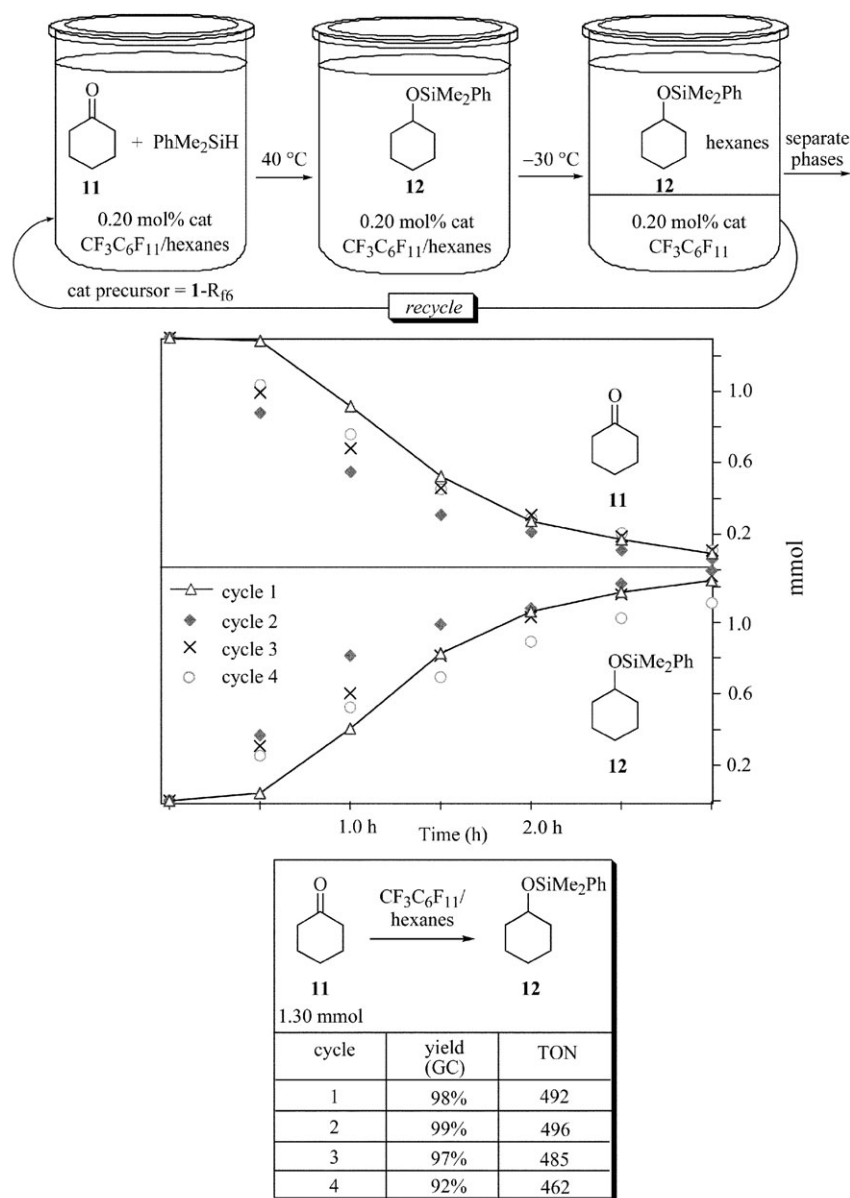 O
11
+ PhMe₂SiH
0.20 mol% cat
CF₃C₆F₁₁/hexanes
cat precursor = 1-R_f6
40 °C
OSiMe₂Ph
12
0.20 mol% cat
CF₃C₆F₁₁/hexanes
−30 °C
OSiMe₂Ph
hexanes
12
0.20 mol% cat
CF₃C₆F₁₁
separate
phases
recycle
O
11
1.0
0.6
0.2
mmol
cycle 1
cycle 2
cycle 3
cycle 4
OSiMe₂Ph
12
1.0
0.6
0.2
1.0 h
Time (h)
2.0 h
O
11
1.30 mmol
CF₃C₆F₁₁/
hexanes
OSiMe₂Ph
12
cycle yield (GC) TON
1 98% 492
2 99% 496
3 97% 485
4 92% 462